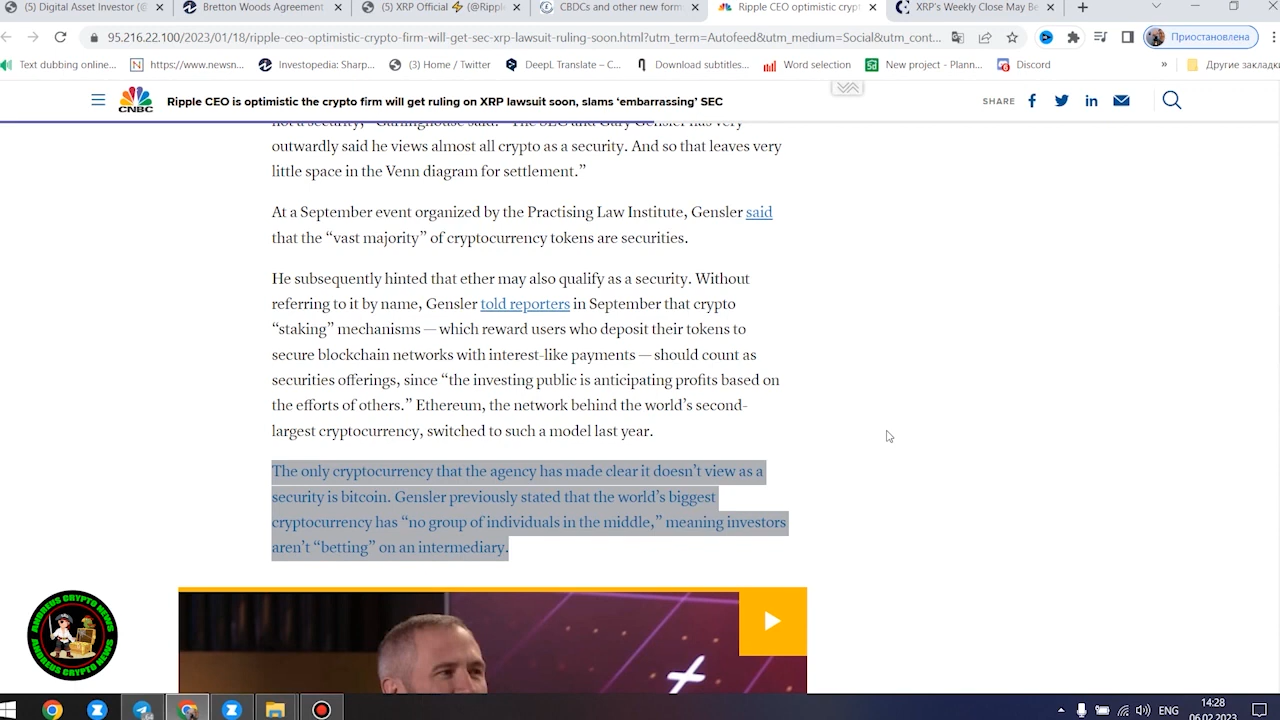 (5) Digital Asset Investor (@
Bretton Woods Agreement
(5) XRP Official ⚡ (@Ripple
CBDCs and other new form
Ripple CEO optimistic crypt
XRP's Weekly Close May Be
95.216.22.100/2023/01/18/ripple-ceo-optimistic-crypto-firm-will-get-sec-xrp-lawsuit-ruling-soon.html?utm_term=Autofeed&utm_medium=Social&utm_cont...
Приостановлена
Text dubbing online...
https://www.newsn...
Investopedia: Sharp...
(3) Home / Twitter
DeepL Translate – C...
Download subtitles...
Word selection
New project - Plann...
Discord
»
Другие закладки
CNBC
Ripple CEO is optimistic the crypto firm will get ruling on XRP lawsuit soon, slams ‘embarrassing’ SEC
SHARE
not a security,” Garlinghouse said. “The SEC and Gary Gensler has very
outwardly said he views almost all crypto as a security. And so that leaves very
little space in the Venn diagram for settlement.”
At a September event organized by the Practising Law Institute, Gensler said
that the “vast majority” of cryptocurrency tokens are securities.
He subsequently hinted that ether may also qualify as a security. Without
referring to it by name, Gensler told reporters in September that crypto
“staking” mechanisms — which reward users who deposit their tokens to
secure blockchain networks with interest-like payments — should count as
securities offerings, since “the investing public is anticipating profits based on
the efforts of others.” Ethereum, the network behind the world’s second-
largest cryptocurrency, switched to such a model last year.
The only cryptocurrency that the agency has made clear it doesn’t view as a
security is bitcoin. Gensler previously stated that the world’s biggest
cryptocurrency has “no group of individuals in the middle,” meaning investors
aren’t “betting” on an intermediary.
ANDREUS CRYPTO NEWS
ANDREUS CRYPTO NEWS
ENG
14:28
06.02.2023